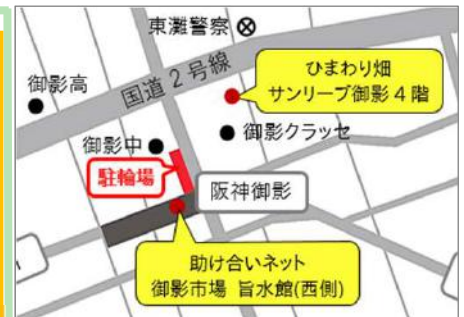 東灘警察
国道2号線
ひまわり畑
サンリーブ御影4階
御影高
御影クラッセ
御影中
駐輪場
阪神御影
助け合いネット
御影市場 旨水館(西側)